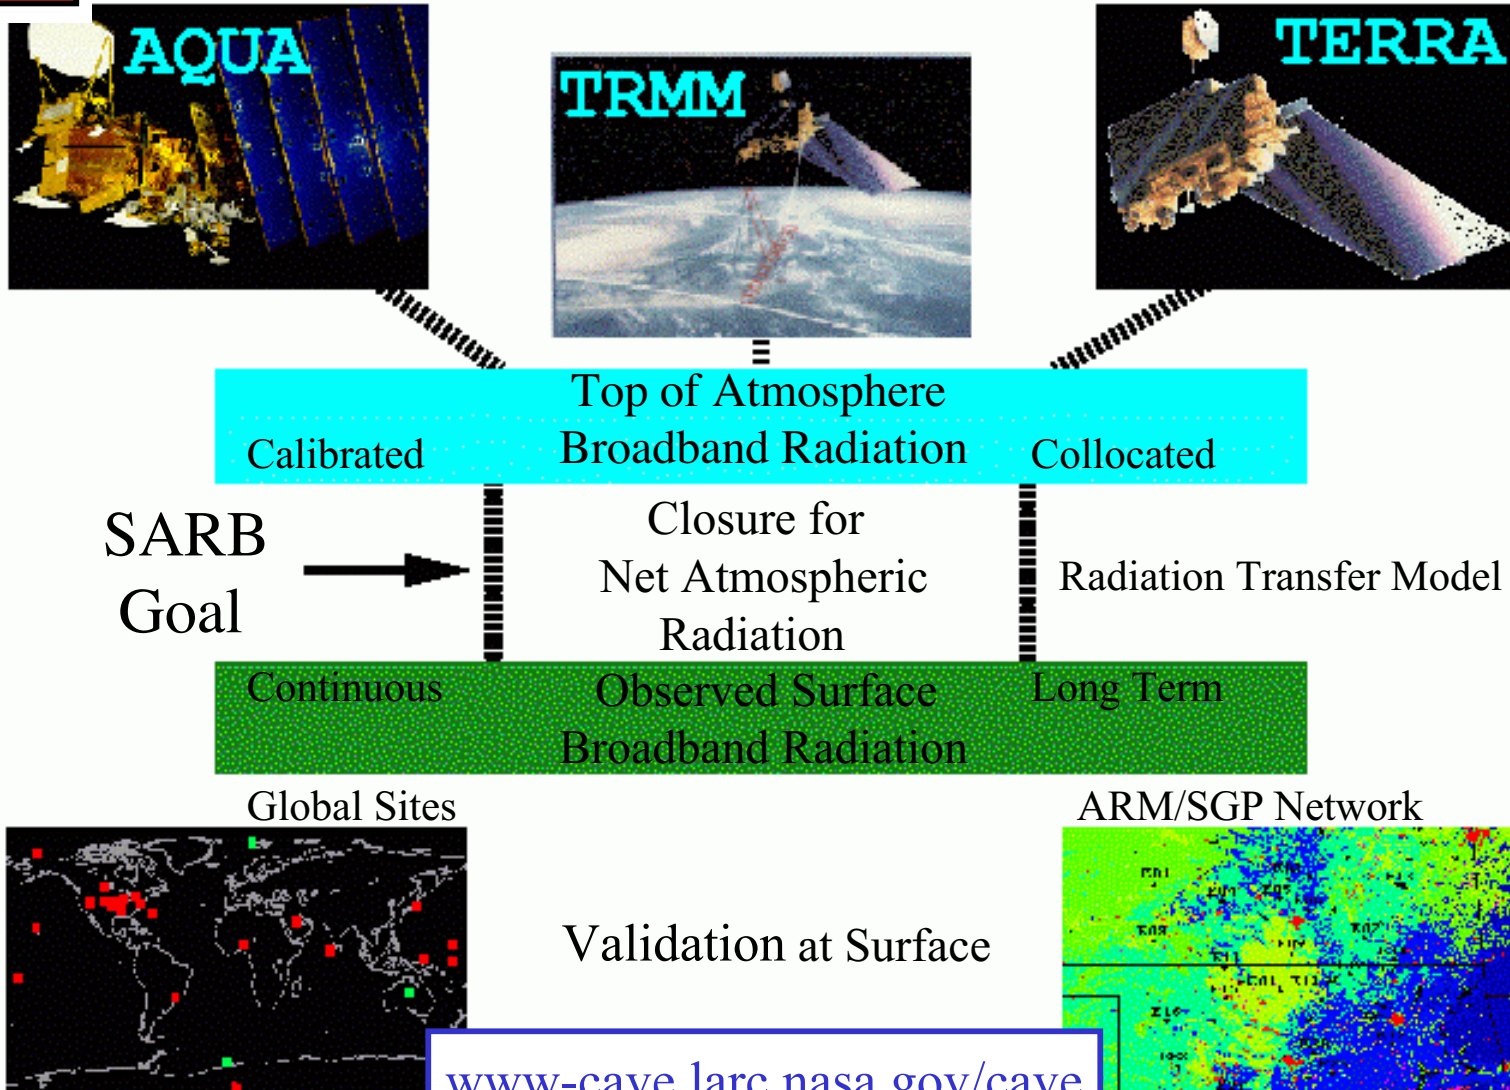 AQUA
TRMM
TERRA
Top of Atmosphere
Calibrated Broadband Radiation Collocated
SARB
Goal
Closure for
Net Atmospheric
Radiation
Radiation Transfer Model
Continuous Observed Surface Long Term
Broadband Radiation
Global Sites
ARM/SGP Network
Validation at Surface
www-cave.larc.nasa.gov/cave